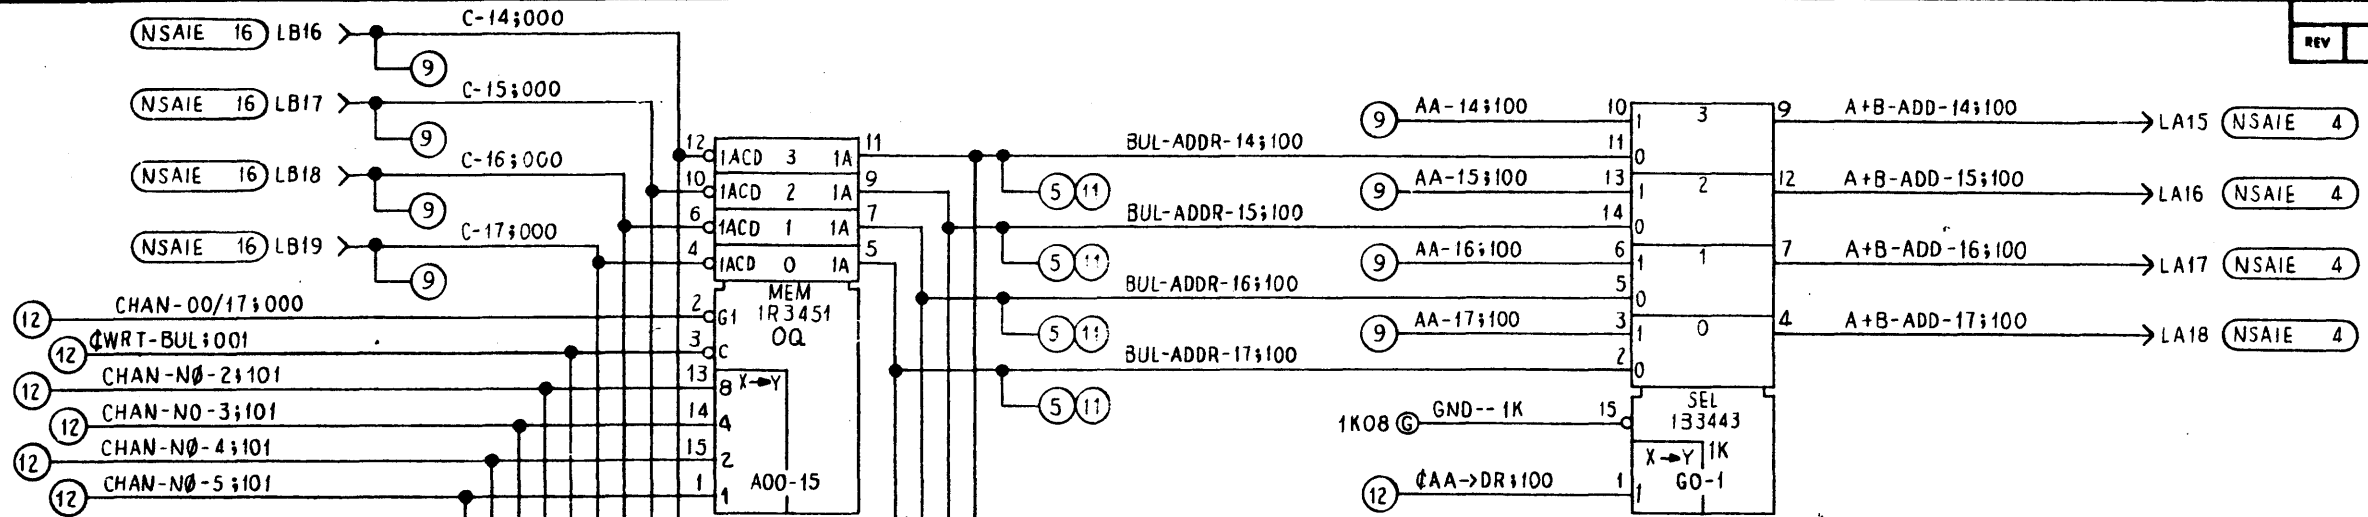 NSAIE 16 LB16 C-14;000
9
NSAIE 16 LB17 C-15;000
9
NSAIE 16 LB18 C-16;000
9
NSAIE 16 LB19 C-17;000
9
12 CHAN-00/17;000
12 ₵WRT-BUL;001
12 CHAN-NØ-2;101
12 CHAN-NO-3;101
12 CHAN-NØ-4;101
12 CHAN-NØ-5;101
12 1ACD 3 1A 11
10 1ACD 2 1A 9
6 1ACD 1 1A 7
4 1ACD 0 1A 5
MEM
2 G1 1R3451
0Q
3 C
13 8 X→Y
14 4
15 2
1 1 A00-15
BUL-ADDR-14;100
5 11
BUL-ADDR-15;100
5 11
BUL-ADDR-16;100
5 11
BUL-ADDR-17;100
5 11
9 AA-14;100 10 1 3 9 A+B-ADD-14;100 LA15 NSAIE 4
11 0
9 AA-15;100 13 1 2 12 A+B-ADD-15;100 LA16 NSAIE 4
14 0
9 AA-16;100 6 1 1 7 A+B-ADD-16;100 LA17 NSAIE 4
5 0
9 AA-17;100 3 1 0 4 A+B-ADD-17;100 LA18 NSAIE 4
2 0
1K08 G GND--1K 15
SEL
133443
X→Y 1K
12 ₵AA->DR;100 1 1 G0-1
REV